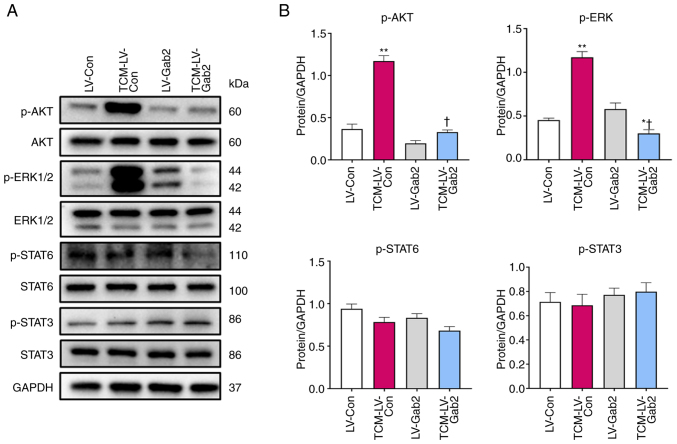 A
LV-Con
TCM-LV-
Con
LV-Gab2
TCM-LV-
Gab2
kDa
p-AKT
60
AKT
60
p-ERK1/2
44
42
ERK1/2
44
42
p-STAT6
110
STAT6
100
p-STAT3
86
STAT3
86
GAPDH
37
B
p-AKT
Protein/GAPDH
1.5
1.0
0.5
0.0
**
†
LV-Con
TCM-LV-
Con
LV-Gab2
TCM-LV-
Gab2
p-ERK
Protein/GAPDH
1.5
1.0
0.5
0.0
**
*†
LV-Con
TCM-LV-
Con
LV-Gab2
TCM-LV-
Gab2
p-STAT6
Protein/GAPDH
1.5
1.0
0.5
0.0
LV-Con
TCM-LV-
Con
LV-Gab2
TCM-LV-
Gab2
p-STAT3
Protein/GAPDH
1.0
0.8
0.6
0.4
0.2
0.0
LV-Con
TCM-LV-
Con
LV-Gab2
TCM-LV-
Gab2